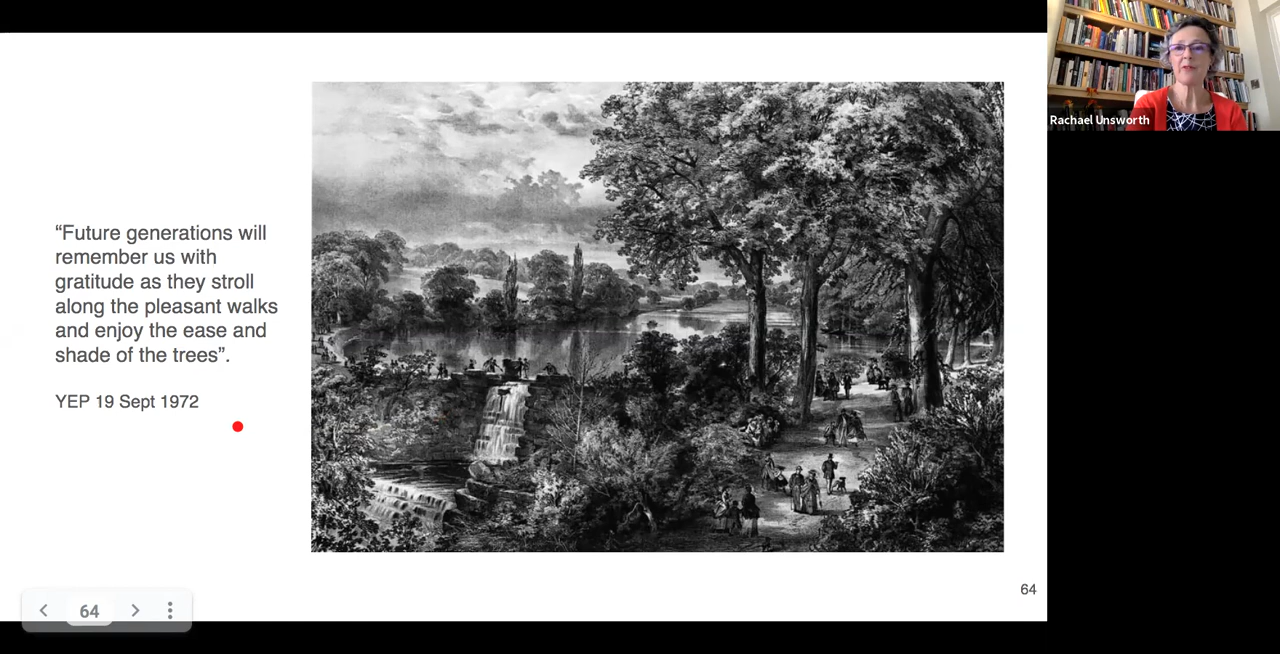 “Future generations will
remember us with
gratitude as they stroll
along the pleasant walks
and enjoy the ease and
shade of the trees”.
YEP 19 Sept 1972
Rachael Unsworth
64
64